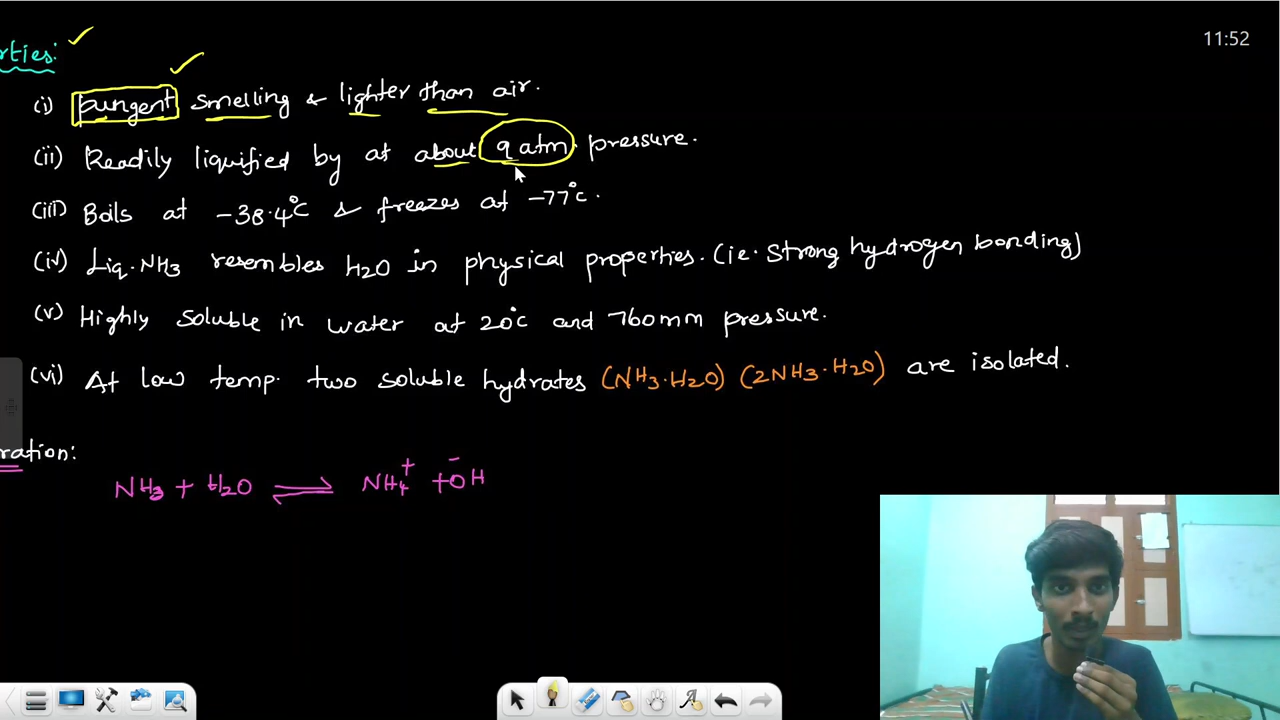 11:52
rties:
(i) pungent smelling & lighter than air.
(ii) Readily liquified by at about 9 atm pressure.
(iii) Boils at -38.4°C & freezes at -77°C.
(iv) Liq. NH3 resembles H2O in physical properties. (ie. Strong hydrogen bonding)
(v) Highly soluble in water at 20°C and 760mm pressure.
(vi) At low temp. two soluble hydrates (NH3.H2O) (2NH3.H2O) are isolated.
ration:
NH3 + H2O ⇌ NH4+ + -OH